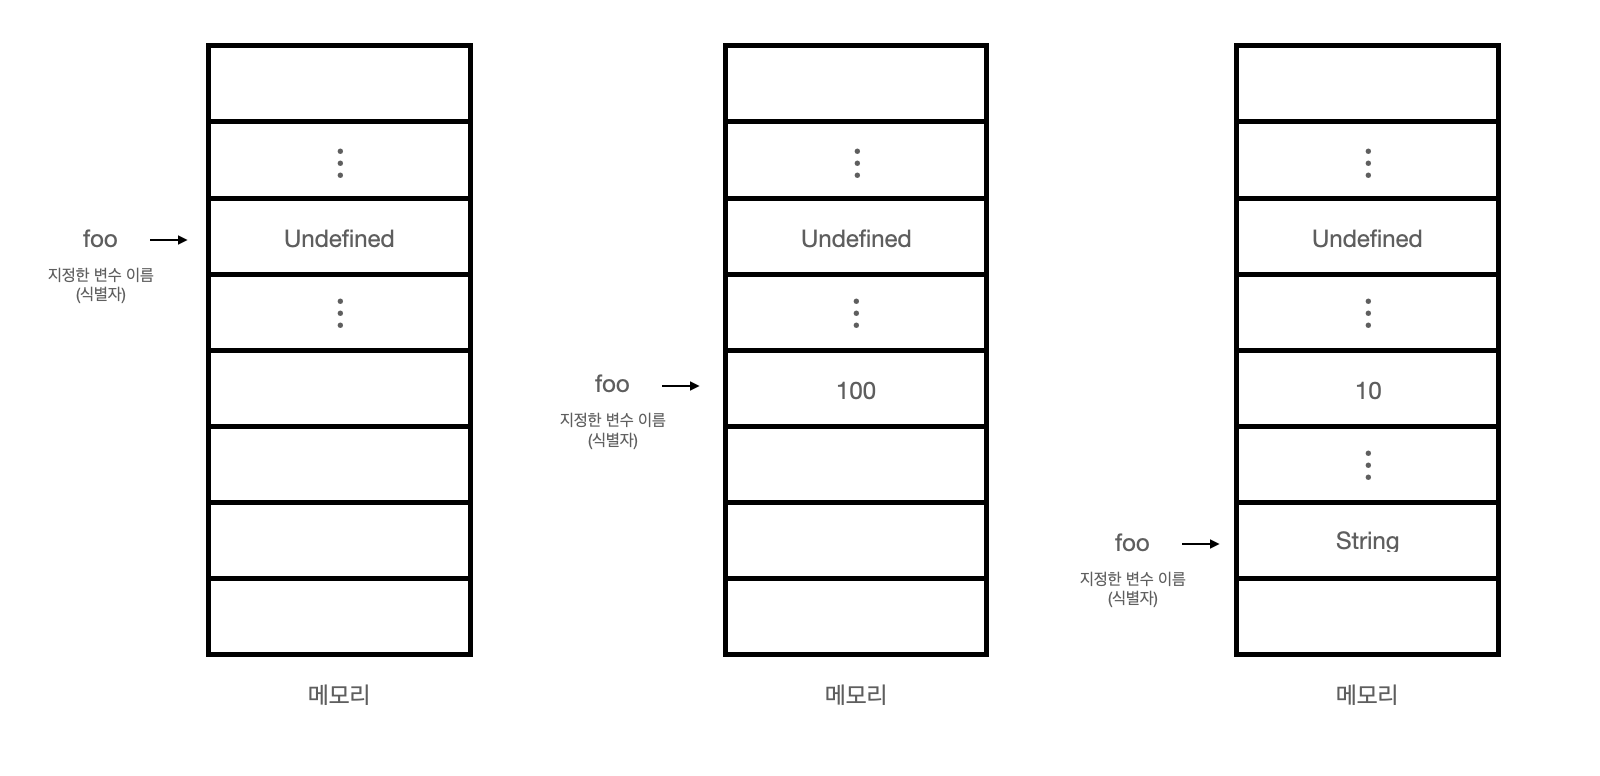 foo
지정한 변수 이름
(식별자)
⋮
Undefined
⋮
메모리
foo
지정한 변수 이름
(식별자)
⋮
Undefined
⋮
100
메모리
foo
지정한 변수 이름
(식별자)
⋮
Undefined
⋮
10
⋮
String
메모리